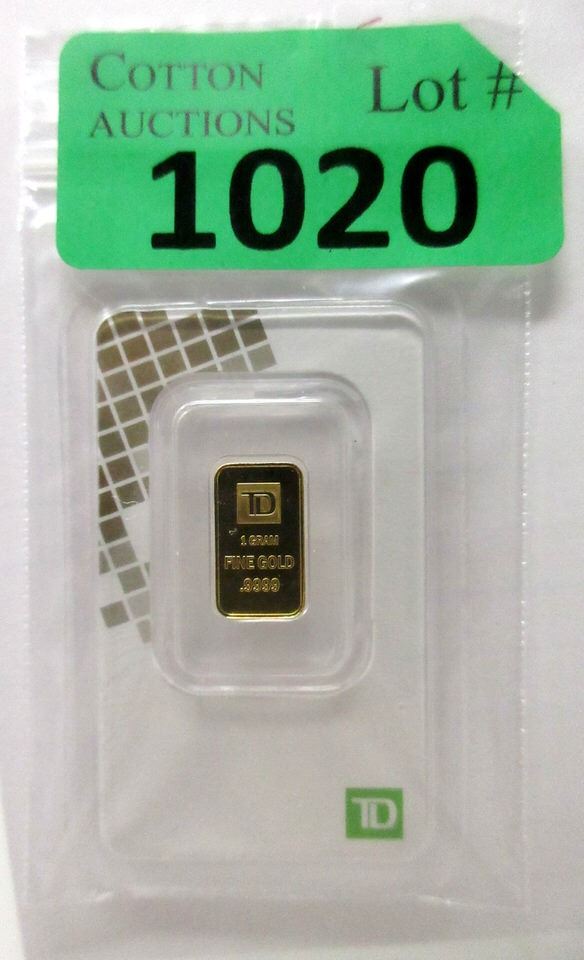 COTTON
AUCTIONS
Lot #
1020
TD
1 GRAM
FINE GOLD
.9999
TD